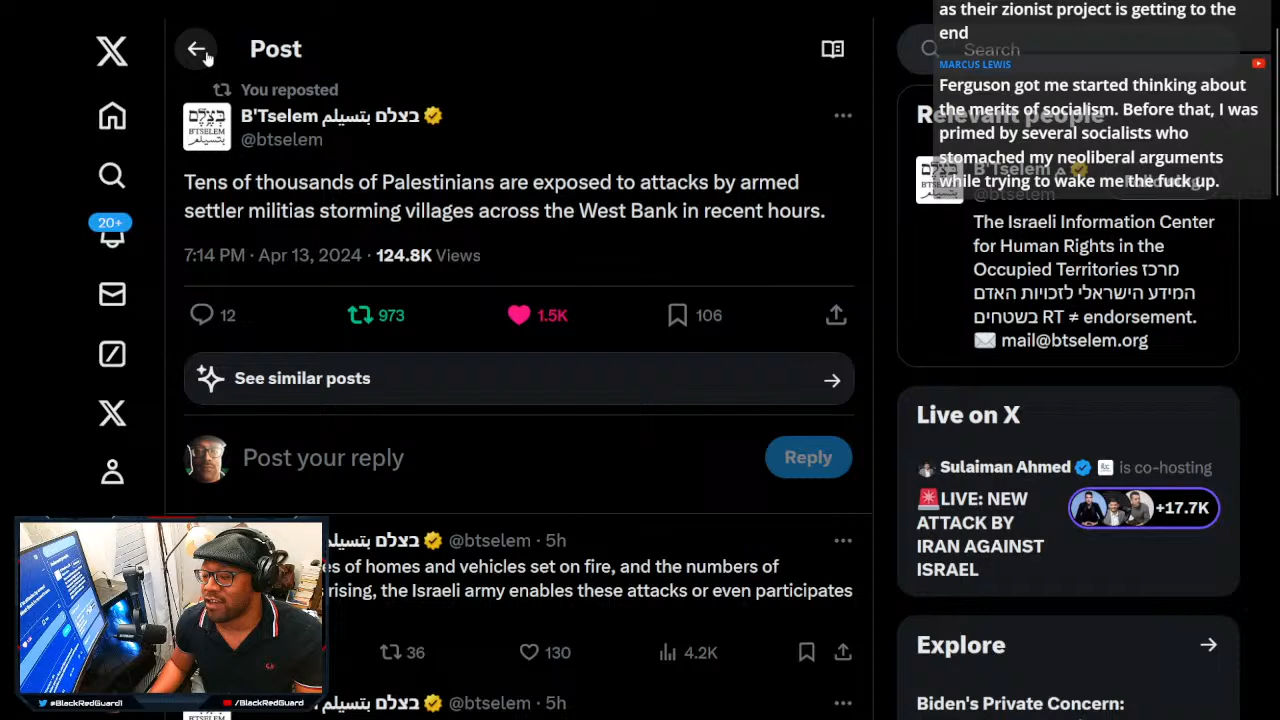 Post
You reposted
B'Tselem בצלם بتسيلم
@btselem
Tens of thousands of Palestinians are exposed to attacks by armed
settler militias storming villages across the West Bank in recent hours.
7:14 PM · Apr 13, 2024 · 124.8K Views
12
973
1.5K
106
See similar posts
Post your reply
Reply
בצלם بتسيلم @btselem · 5h
es of homes and vehicles set on fire, and the numbers of
rising, the Israeli army enables these attacks or even participates
36
130
4.2K
בצלם بتسيلم @btselem · 5h
20+
#BlackRedGuard1
/BlackRedGuard
as their zionist project is getting to the
end
MARCUS LEWIS
Ferguson got me started thinking about
the merits of socialism. Before that, I was
primed by several socialists who
stomached my neoliberal arguments
while trying to wake me the fuck up.
Search
Relevant people
B'Tselem
@btselem
The Israeli Information Center
for Human Rights in the
Occupied Territories מרכז
המידע הישראלי לזכויות האדם
בשטחים RT ≠ endorsement.
mail@btselem.org
Live on X
Sulaiman Ahmed is co-hosting
LIVE: NEW
ATTACK BY
IRAN AGAINST
ISRAEL
+17.7K
Explore
Biden's Private Concern: